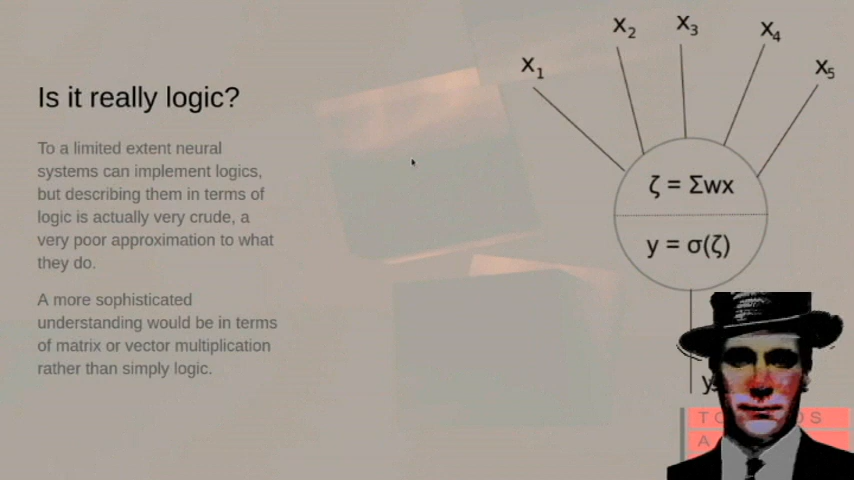 x1
x2
x3
x4
x5
Is it really logic?
To a limited extent neural
systems can implement logics,
but describing them in terms of
logic is actually very crude, a
very poor approximation to what
they do.
A more sophisticated
understanding would be in terms
of matrix or vector multiplication
rather than simply logic.
ζ = Σwx
y = σ(ζ)
y